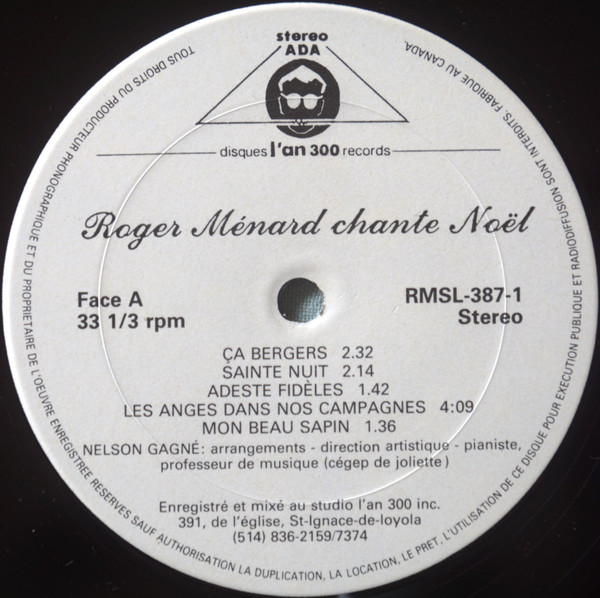 stereo
ADA
disques l'an 300 records
Roger Ménard chante Noël
Face A
33 1/3 rpm
RMSL-387-1
Stereo
ÇA BERGERS 2.32
SAINTE NUIT 2.14
ADESTE FIDÈLES 1.42
LES ANGES DANS NOS CAMPAGNES 4:09
MON BEAU SAPIN 1.36
NELSON GAGNÉ: arrangements - direction artistique - pianiste,
professeur de musique (cégep de joliette)
Enregistré et mixé au studio l'an 300 inc.
391, de l'église, St-Ignace-de-loyola
(514) 836-2159/7374
TOUS DROITS DU PRODUCTEUR PHONOGRAPHIQUE ET DU PROPRIETAIRE DE L'OEUVRE ENREGISTREE RESERVES SAUF AUTHORISATION LA DUPLICATION, LA LOCATION, LE PRET, L'UTILISATION DE CE DISQUE POUR EXECUTION PUBLIQUE ET RADIODIFFUSION SONT INTERDITS. FABRIQUE AU CANADA.